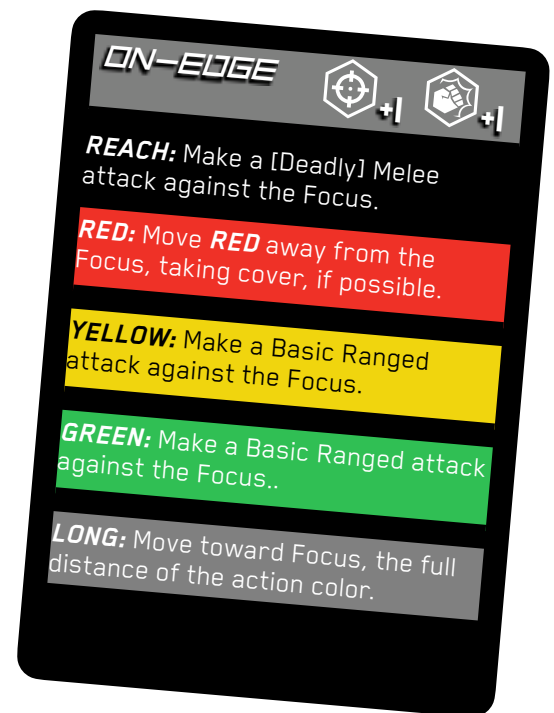 ON-EDGE +1 +1
REACH: Make a [Deadly] Melee
attack against the Focus.
RED: Move RED away from the
Focus, taking cover, if possible.
YELLOW: Make a Basic Ranged
attack against the Focus.
GREEN: Make a Basic Ranged attack
against the Focus..
LONG: Move toward Focus, the full
distance of the action color.